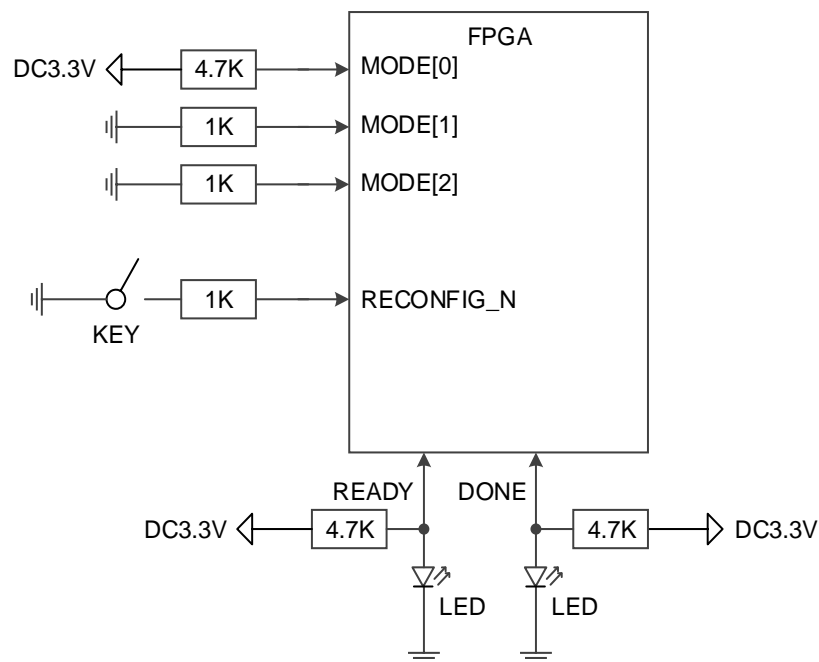 FPGA
DC3.3V 4.7K MODE[0]
1K MODE[1]
1K MODE[2]
1K RECONFIG_N
KEY
READY DONE
DC3.3V 4.7K 4.7K DC3.3V
LED LED